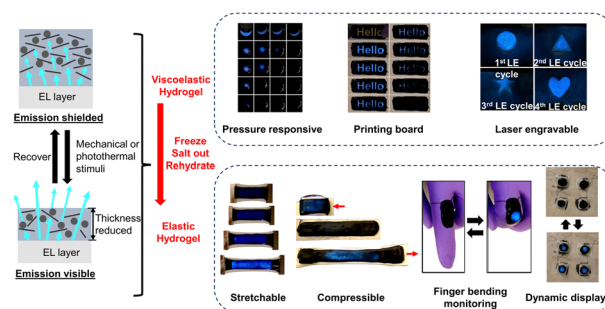 EL layer
Emission shielded
Recover
Mechanical or
photothermal
stimuli
Thickness
reduced
EL layer
Emission visible
Viscoelastic
Hydrogel
Freeze
Salt out
Rehydrate
Elastic
Hydrogel
Pressure responsive
Hello Hello
Hello Hello
Hello
Hello
Hello
Printing board
1st LE cycle
2nd LE cycle
3rd LE cycle
4th LE cycle
Laser engravable
Stretchable
Compressible
Finger bending
monitoring
Dynamic display